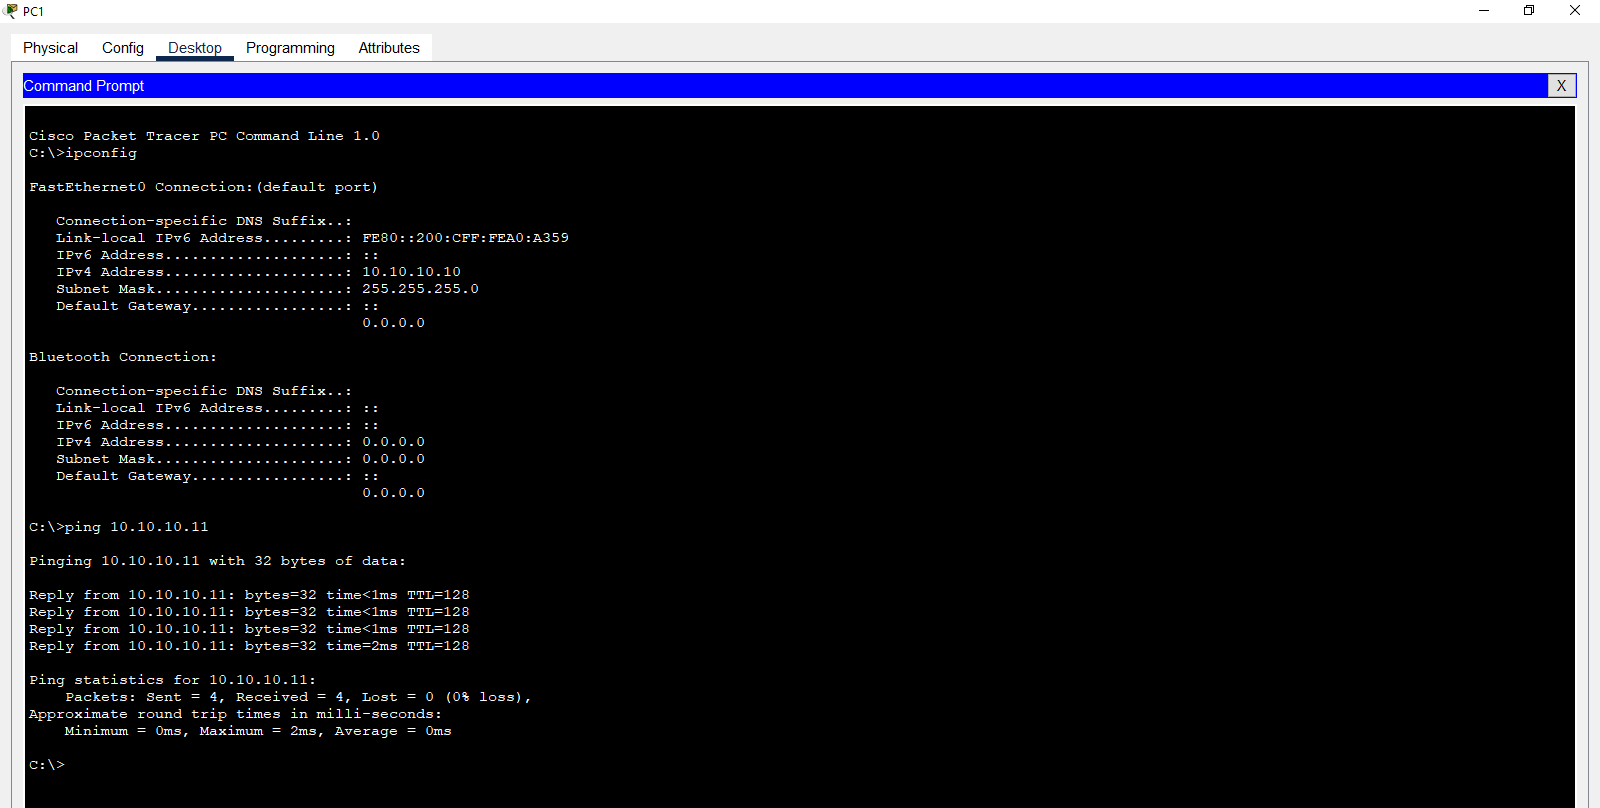 PC1
Physical Config Desktop Programming Attributes
Command Prompt X
Cisco Packet Tracer PC Command Line 1.0
C:\>ipconfig
FastEthernet0 Connection:(default port)
Connection-specific DNS Suffix..:
Link-local IPv6 Address.........: FE80::200:CFF:FEA0:A359
IPv6 Address....................: ::
IPv4 Address....................: 10.10.10.10
Subnet Mask.....................: 255.255.255.0
Default Gateway.................: ::
0.0.0.0
Bluetooth Connection:
Connection-specific DNS Suffix..:
Link-local IPv6 Address.........: ::
IPv6 Address....................: ::
IPv4 Address....................: 0.0.0.0
Subnet Mask.....................: 0.0.0.0
Default Gateway.................: ::
0.0.0.0
C:\>ping 10.10.10.11
Pinging 10.10.10.11 with 32 bytes of data:
Reply from 10.10.10.11: bytes=32 time<1ms TTL=128
Reply from 10.10.10.11: bytes=32 time<1ms TTL=128
Reply from 10.10.10.11: bytes=32 time<1ms TTL=128
Reply from 10.10.10.11: bytes=32 time=2ms TTL=128
Ping statistics for 10.10.10.11:
Packets: Sent = 4, Received = 4, Lost = 0 (0% loss),
Approximate round trip times in milli-seconds:
Minimum = 0ms, Maximum = 2ms, Average = 0ms
C:\>